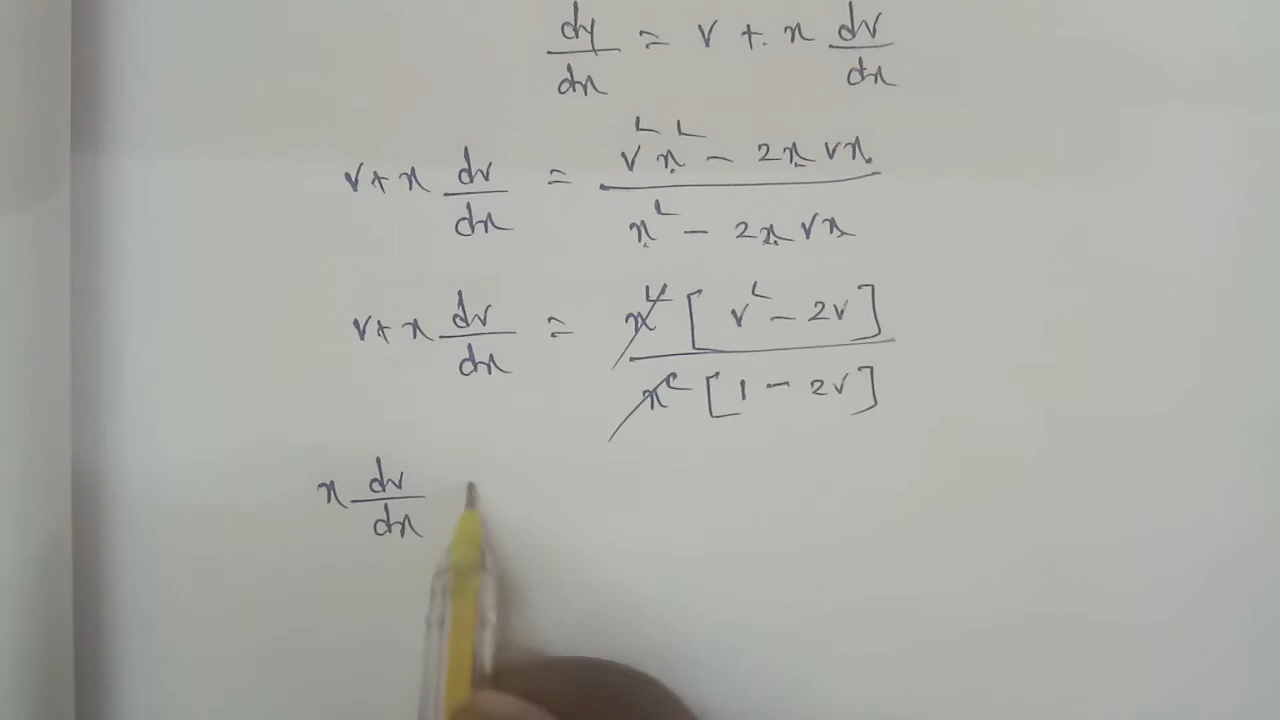 dy/dx = v + x dv/dx
v + x dv/dx = v²x² - 2x vx / x² - 2x vx
v + x dv/dx = x² [v² - 2v] / x² [1 - 2v]
x dv/dx